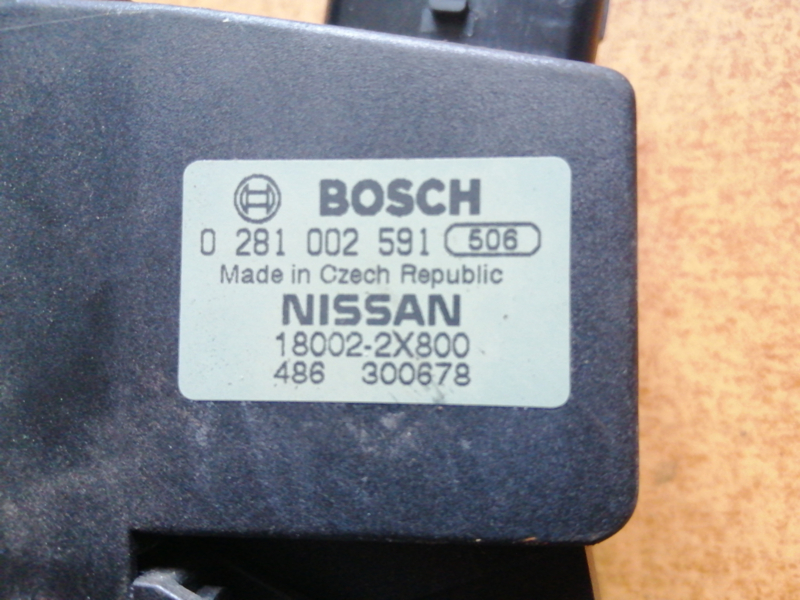 BOSCH
0 281 002 591 506
Made in Czech Republic
NISSAN
18002-2X800
486 300678